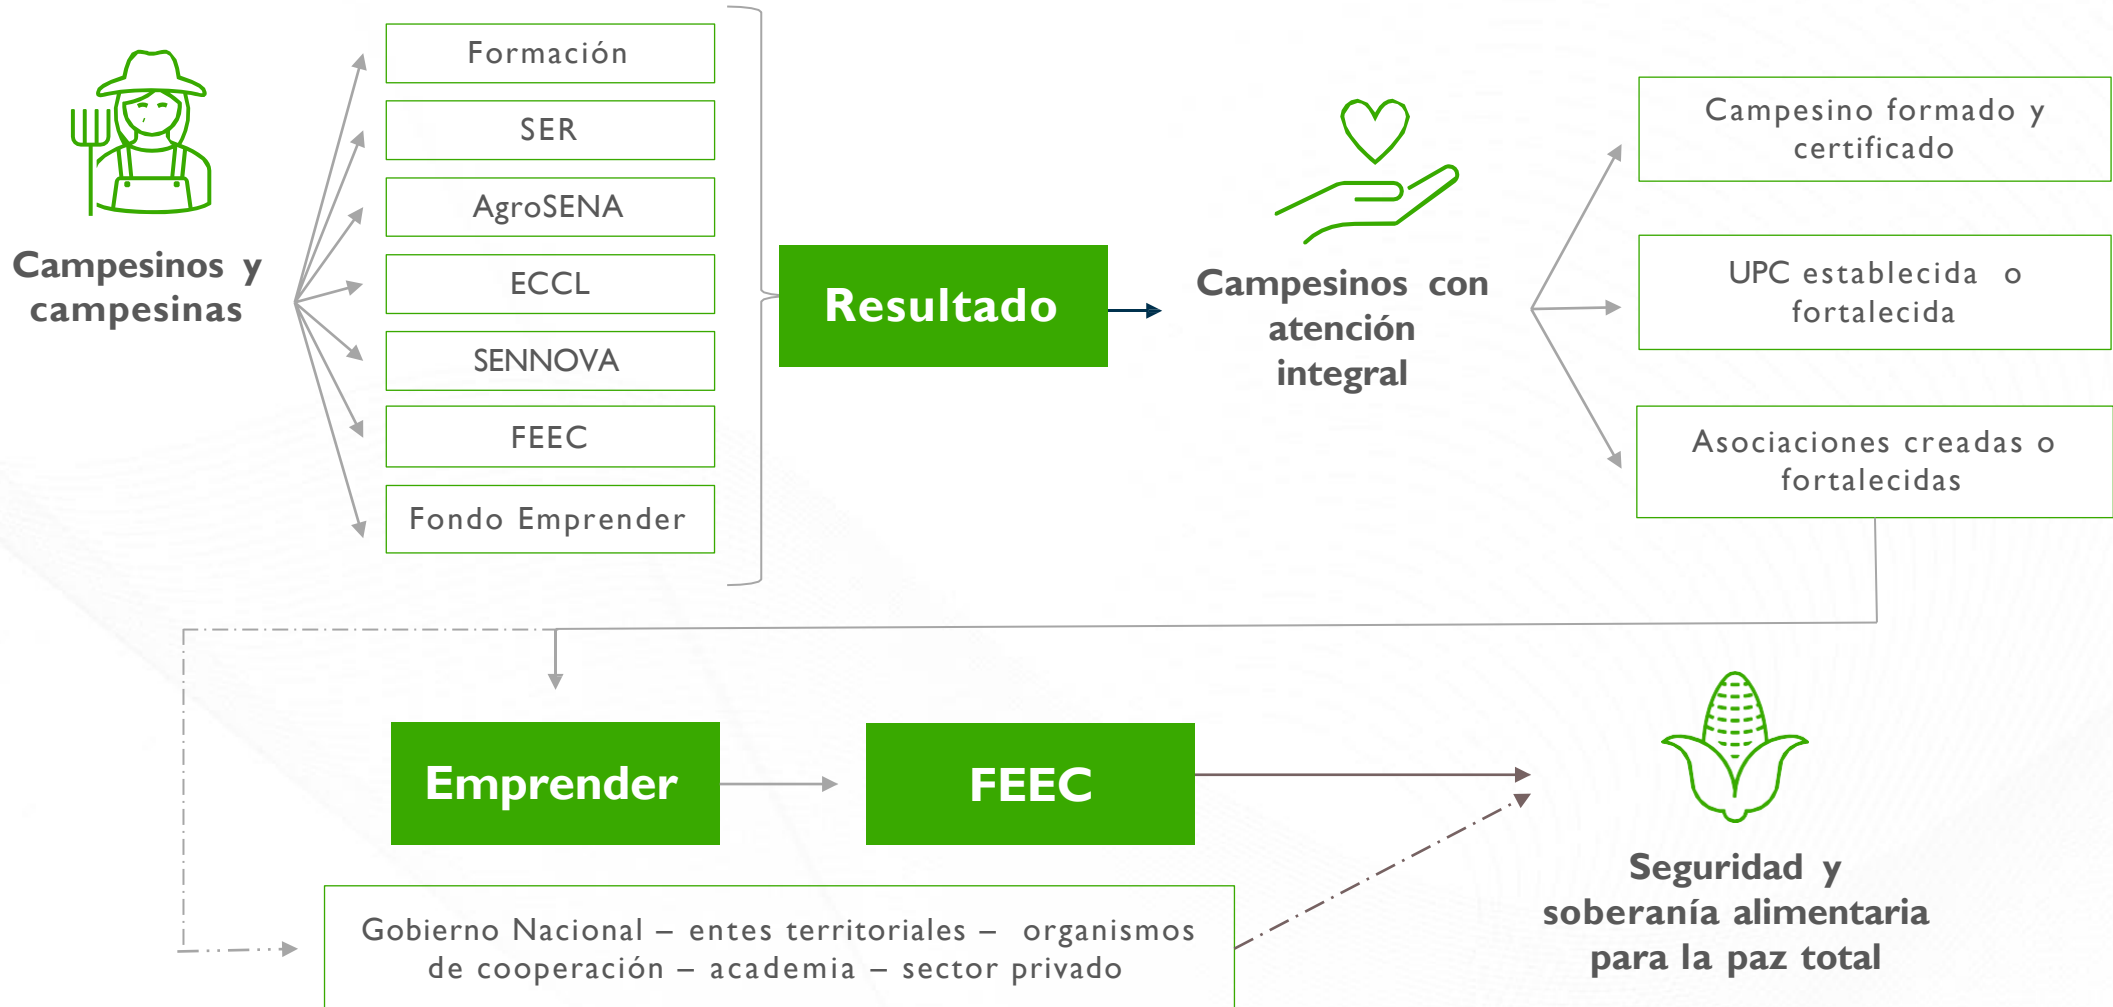 Campesinos y
campesinas
Formación
SER
AgroSENA
ECCL
SENNOVA
FEEC
Fondo Emprender
Resultado
Campesinos con
atención
integral
Campesino formado y
certificado
UPC establecida o
fortalecida
Asociaciones creadas o
fortalecidas
Emprender
FEEC
Gobierno Nacional – entes territoriales – organismos
de cooperación – academia – sector privado
Seguridad y
soberanía alimentaria
para la paz total